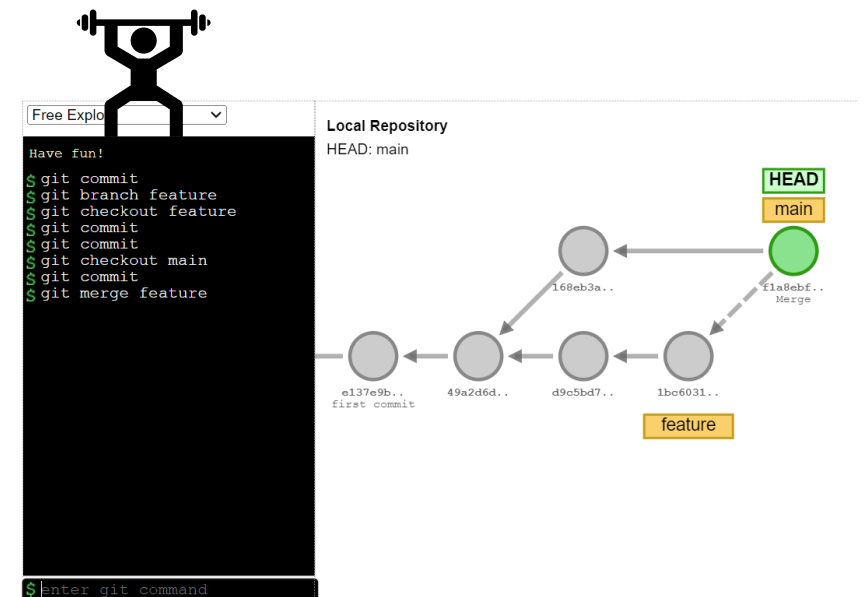 Free Explo
Local Repository
HEAD: main
Have fun!
$ git commit
$ git branch feature
$ git checkout feature
$ git commit
$ git commit
$ git checkout main
$ git commit
$ git merge feature
HEAD
main
168eb3a..
f1a8ebf..
Merge
e137e9b..
first commit
49a2d6d..
d9c5bd7..
1bc6031..
feature
$ enter git command